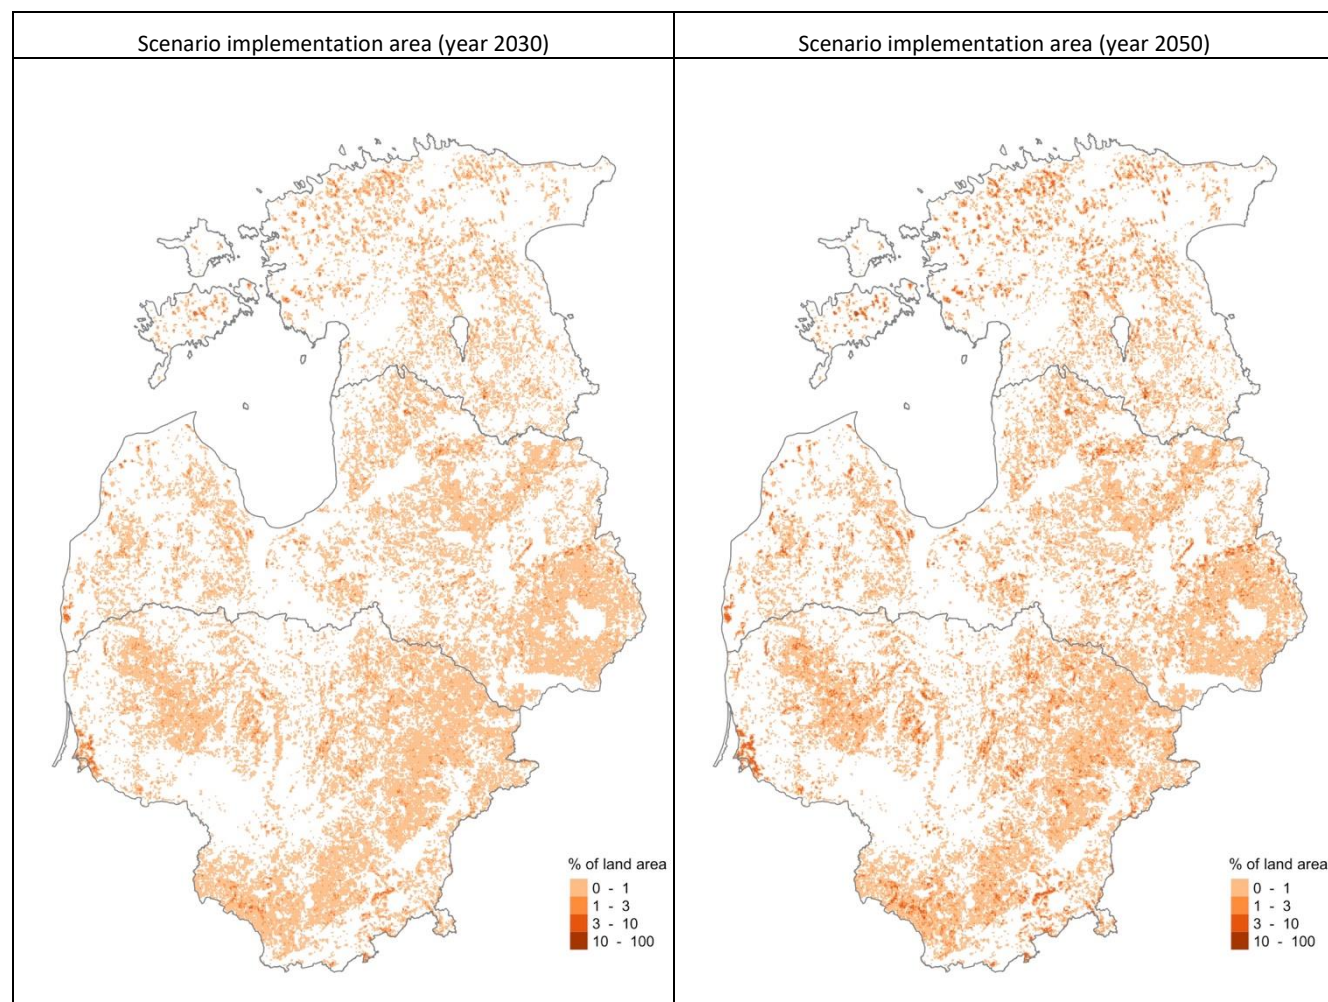 Scenario implementation area (year 2030)
Scenario implementation area (year 2050)
% of land area
0 - 1
1 - 3
3 - 10
10 - 100
% of land area
0 - 1
1 - 3
3 - 10
10 - 100